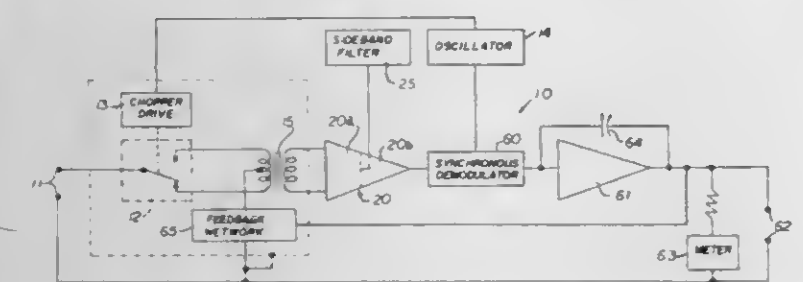 SIDEBAND
FILTER
25
OSCILLATOR
14
10
13
CHOPPER
DRIVE
15
20a
20b
60
64
SYNCHRONOUS
DEMODULATOR
11
12
20
61
62
65
FEEDBACK
NETWORK
63
METER